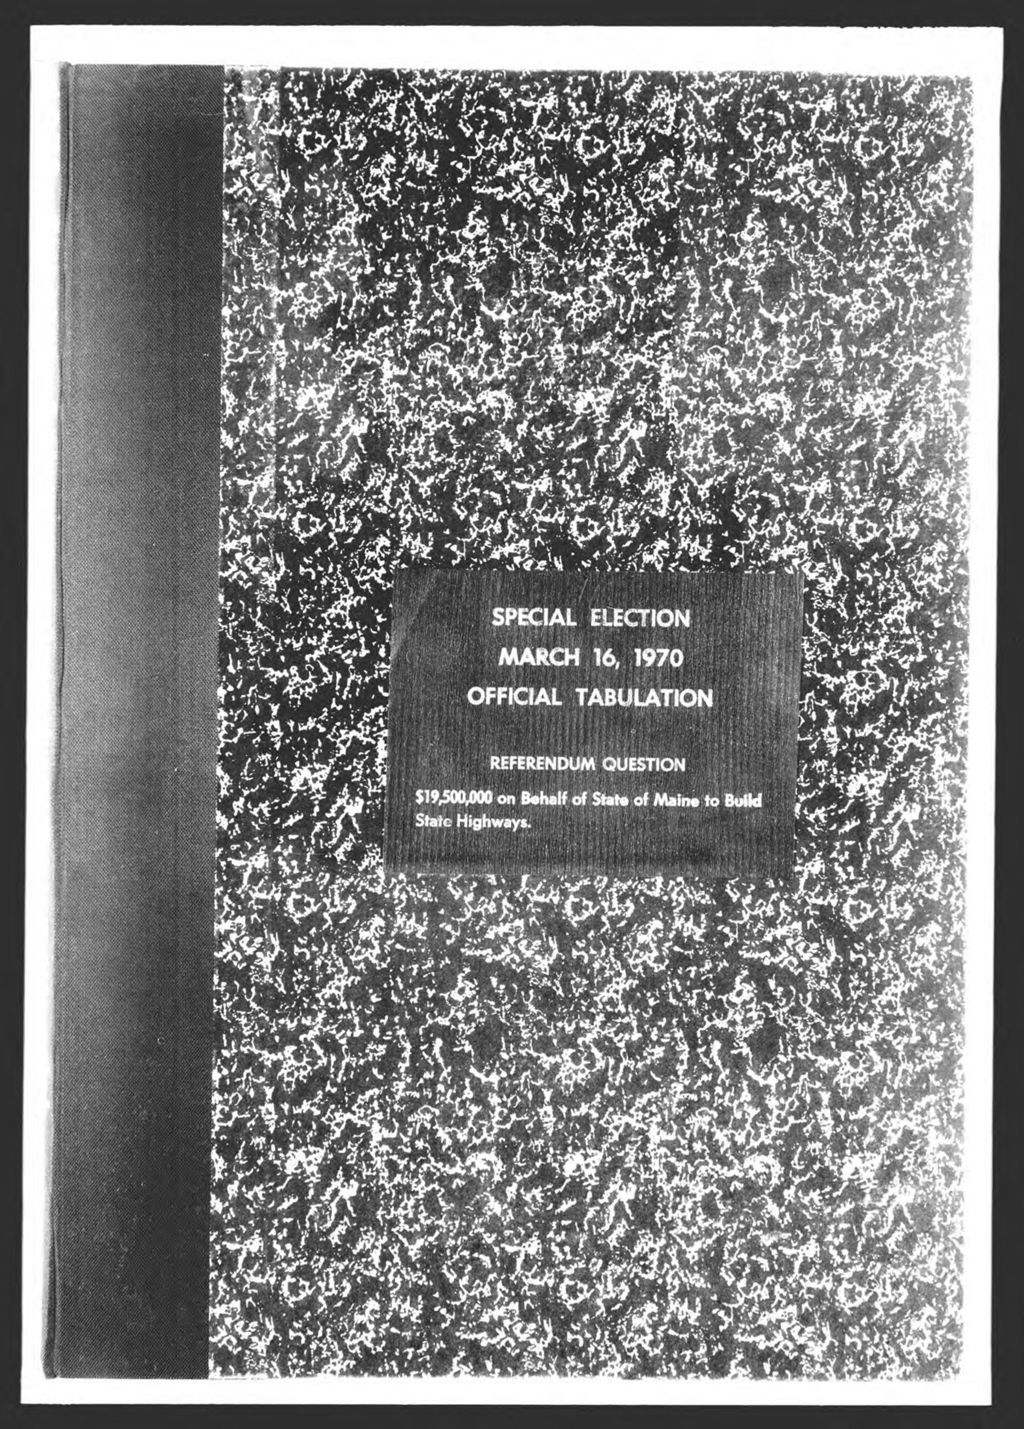 SPECIAL ELECTION
MARCH 16, 1970
OFFICIAL TABULATION
REFERENDUM QUESTION
$19,500,000 on Behalf of State of Maine to Build
State Highways.